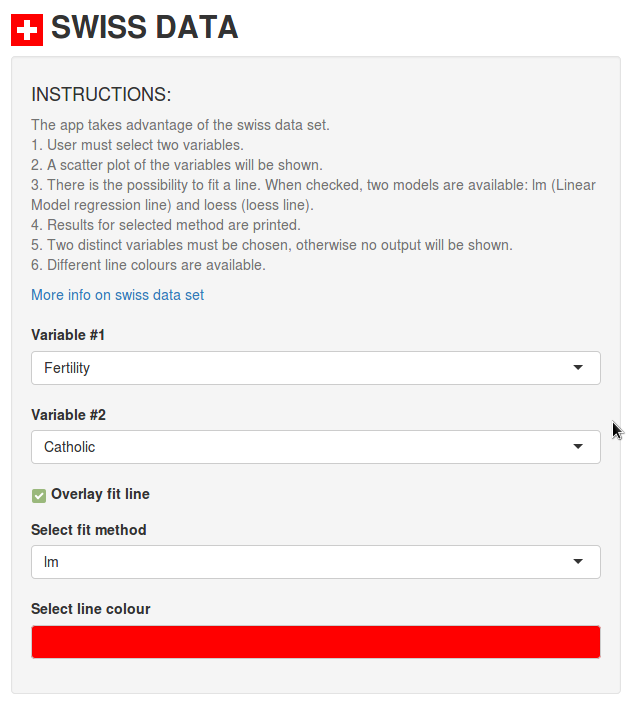 SWISS DATA
INSTRUCTIONS:
The app takes advantage of the swiss data set.
1. User must select two variables.
2. A scatter plot of the variables will be shown.
3. There is the possibility to fit a line. When checked, two models are available: lm (Linear
Model regression line) and loess (loess line).
4. Results for selected method are printed.
5. Two distinct variables must be chosen, otherwise no output will be shown.
6. Different line colours are available.
More info on swiss data set
Variable #1
Fertility
Variable #2
Catholic
Overlay fit line
Select fit method
lm
Select line colour